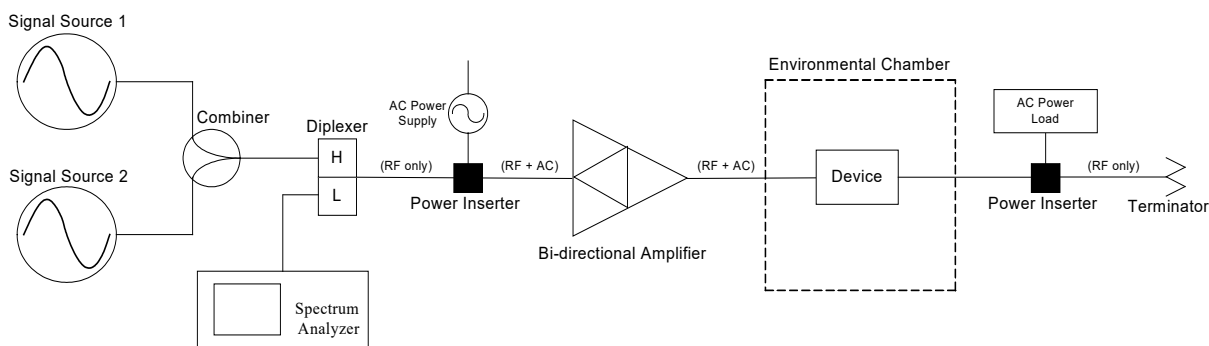 Signal Source 1
Combiner
Signal Source 2
Diplexer
H
L
Spectrum
Analyzer
(RF only)
AC Power
Supply
Power Inserter
(RF + AC)
Bi-directional Amplifier
(RF + AC)
Environmental Chamber
Device
AC Power
Load
Power Inserter
(RF only)
Terminator